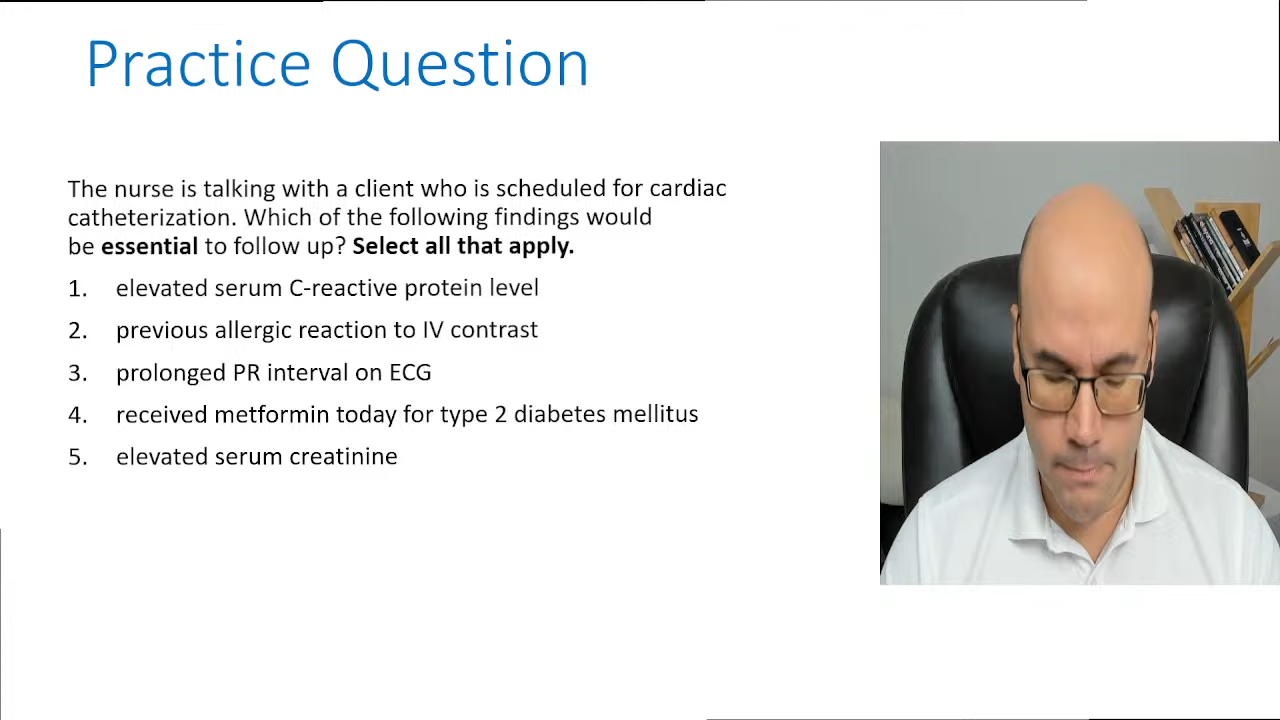 Practice Question
The nurse is talking with a client who is scheduled for cardiac
catheterization. Which of the following findings would
be essential to follow up? Select all that apply.
1. elevated serum C-reactive protein level
2. previous allergic reaction to IV contrast
3. prolonged PR interval on ECG
4. received metformin today for type 2 diabetes mellitus
5. elevated serum creatinine